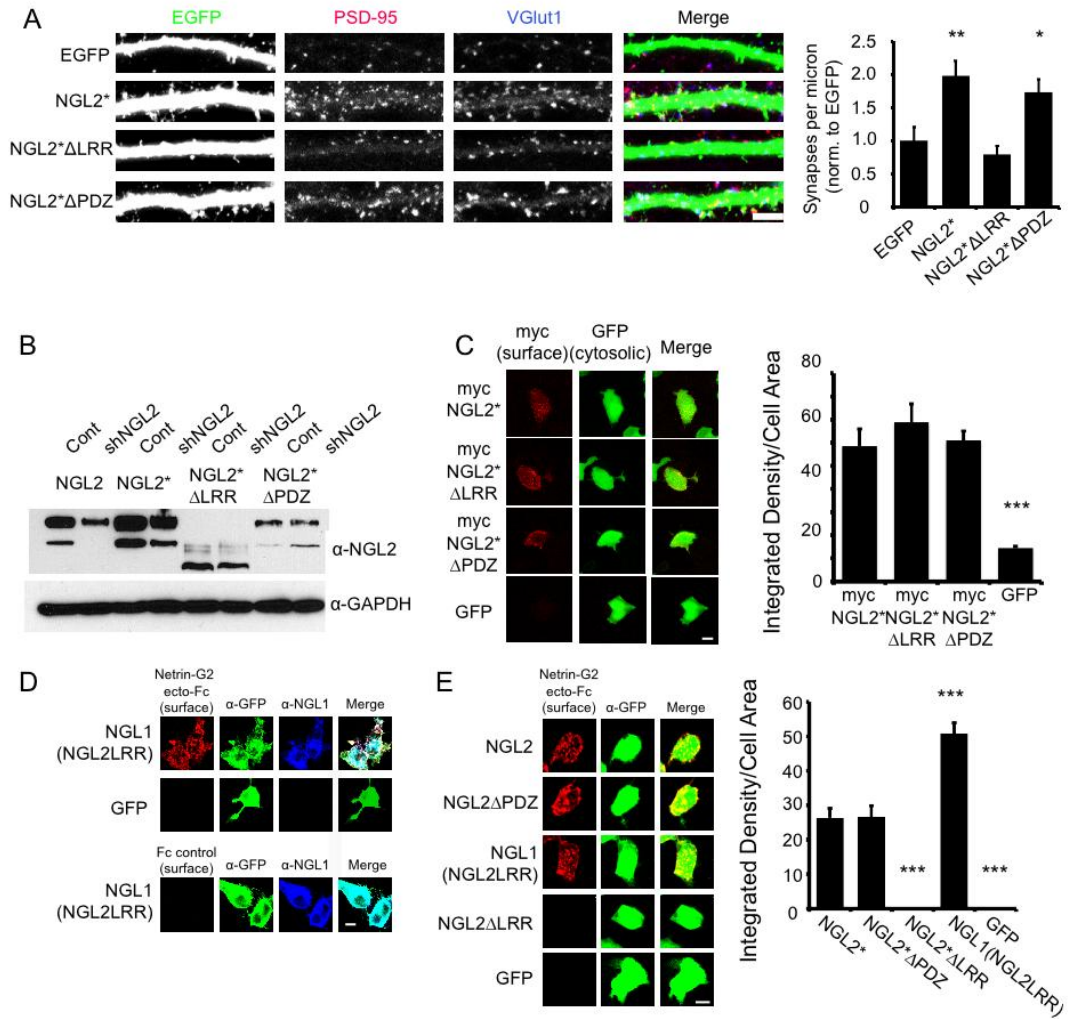 A
EGFP PSD-95 VGlut1 Merge
EGFP
NGL2*
NGL2*ΔLRR
NGL2*ΔPDZ
Synapses per micron
(norm. to EGFP)
2.5
2.0
1.5
1.0
0.5
0
** *
EGFP NGL2* NGL2*ΔLRR NGL2*ΔPDZ
B
Cont shNGL2 Cont shNGL2 Cont shNGL2 Cont shNGL2
NGL2 NGL2* NGL2* ΔLRR NGL2* ΔPDZ
α-NGL2
α-GAPDH
C
myc (surface) GFP (cytosolic) Merge
myc
NGL2*
myc
NGL2*
ΔLRR
myc
NGL2*
ΔPDZ
GFP
Integrated Density/Cell Area
80
60
40
20
0
***
myc NGL2* myc NGL2* ΔLRR myc NGL2* ΔPDZ GFP
D
Netrin-G2 ecto-Fc (surface) α-GFP α-NGL1 Merge
NGL1
(NGL2LRR)
GFP
Fc control (surface) α-GFP α-NGL1 Merge
NGL1
(NGL2LRR)
E
Netrin-G2 ecto-Fc (surface) α-GFP Merge
NGL2
NGL2ΔPDZ
NGL1
(NGL2LRR)
NGL2ΔLRR
GFP
Integrated Density/Cell Area
60
50
40
30
20
10
0
*** *** ***
NGL2* NGL2*ΔPDZ NGL2*ΔLRR NGL1(NGL2LRR) GFP